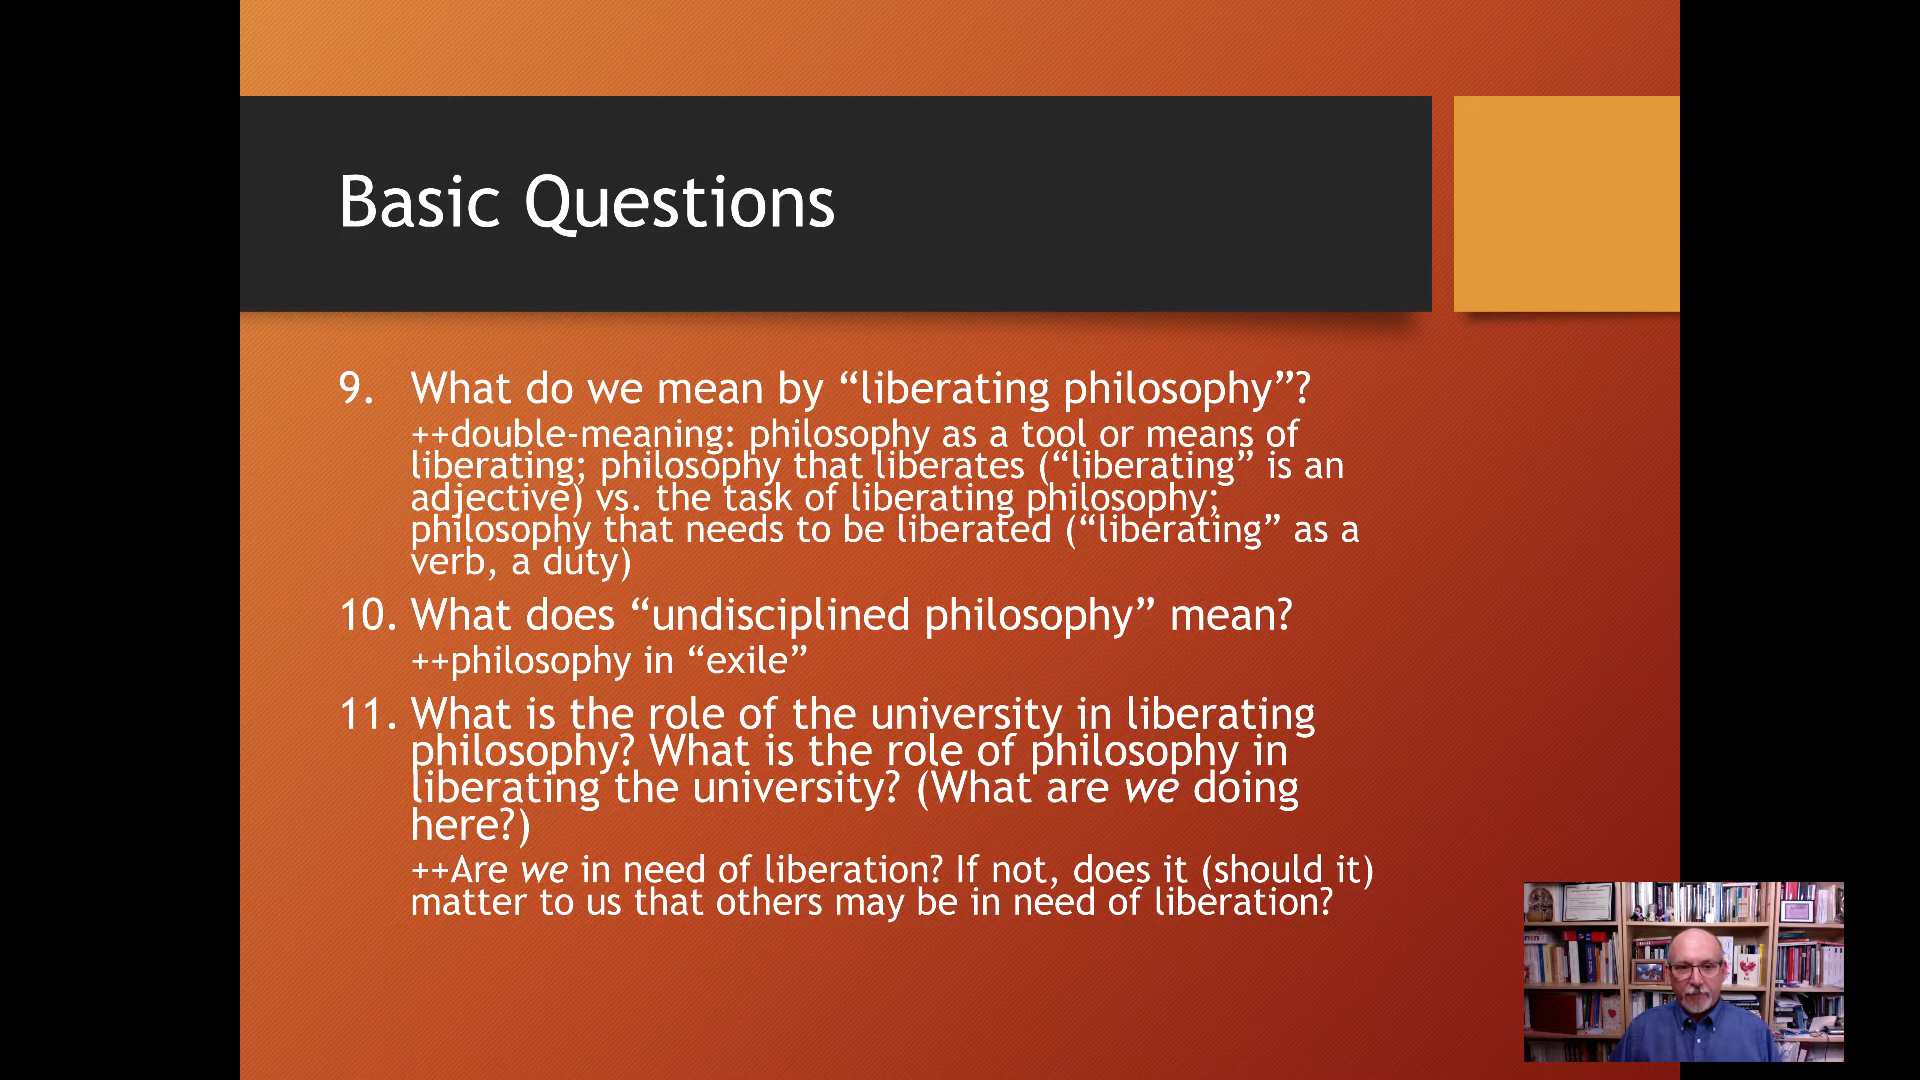 Basic Questions
9. What do we mean by “liberating philosophy”?
++double-meaning: philosophy as a tool or means of
liberating; philosophy that liberates (“liberating” is an
adjective) vs. the task of liberating philosophy;
philosophy that needs to be liberated (“liberating” as a
verb, a duty)
10. What does “undisciplined philosophy” mean?
++philosophy in “exile”
11. What is the role of the university in liberating
philosophy? What is the role of philosophy in
liberating the university? (What are we doing
here?)
++Are we in need of liberation? If not, does it (should it)
matter to us that others may be in need of liberation?